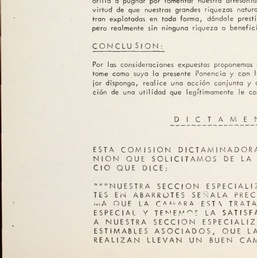 orilla a pugnar por fomentar nuestra artesaní
virtud de que nuestras grandes riquezas natura
tran explotadas en toda forma, dándole presti
pero realmente sin ninguna riqueza o benefici
CONCLUSION:
Por las consideraciones expuestas proponemos
tome como suya la presente Ponencia y con l
jor disponga, realice una acción conjunta y d
ción de una utilidad que legítimamente le co
DICTAMEN
ESTA COMISION DICTAMINADORA
NION QUE SOLICITAMOS DE LA
CIO QUE DICE:
"""NUESTRA SECCION ESPECIALIZ
TES EN ABARROTES SEÑALA PREC
MA QUE LA CAMARA ESTA TRATA
ESPECIAL Y TENEMOS LA SATISFA
A NUESTRA SECCION ESPECIALIZ
ESTIMABLES ASOCIADOS, QUE LA
REALIZAN LLEVAN UN BUEN CAM